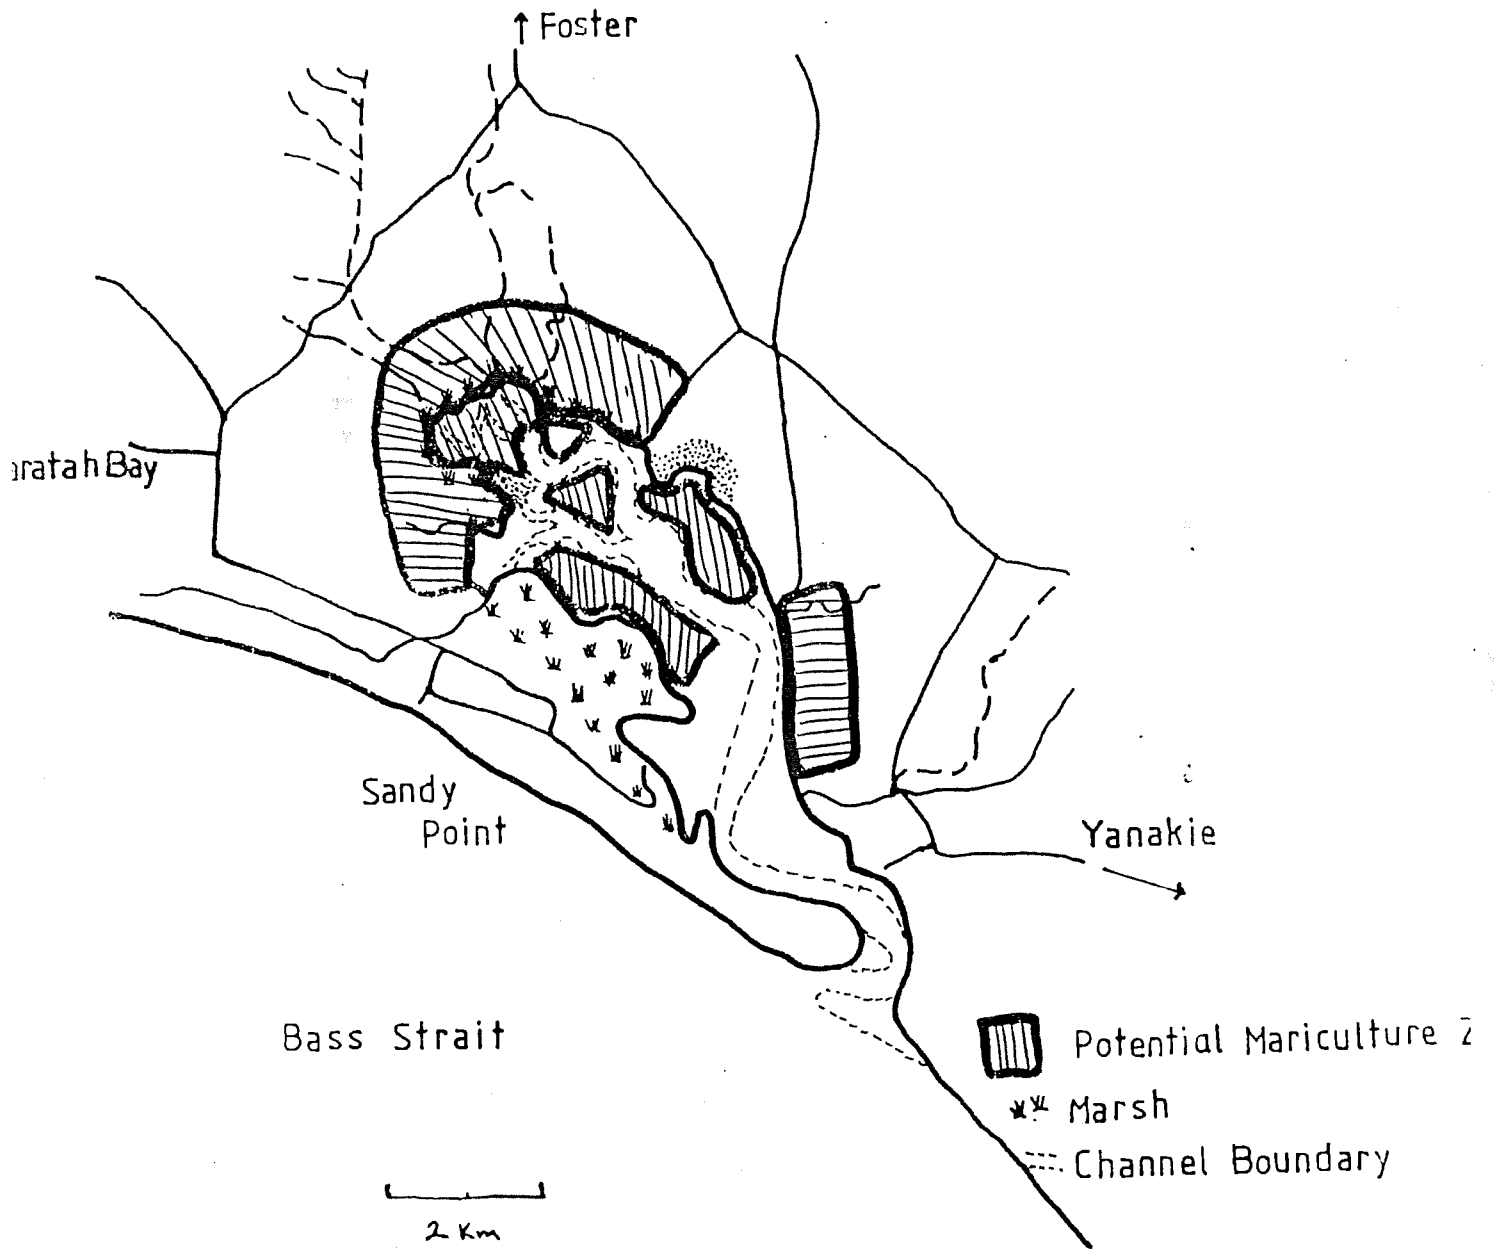 Foster
aratah Bay
Sandy
Point
Yanakie
Bass Strait
Potential Mariculture
Marsh
Channel Boundary
2 Km